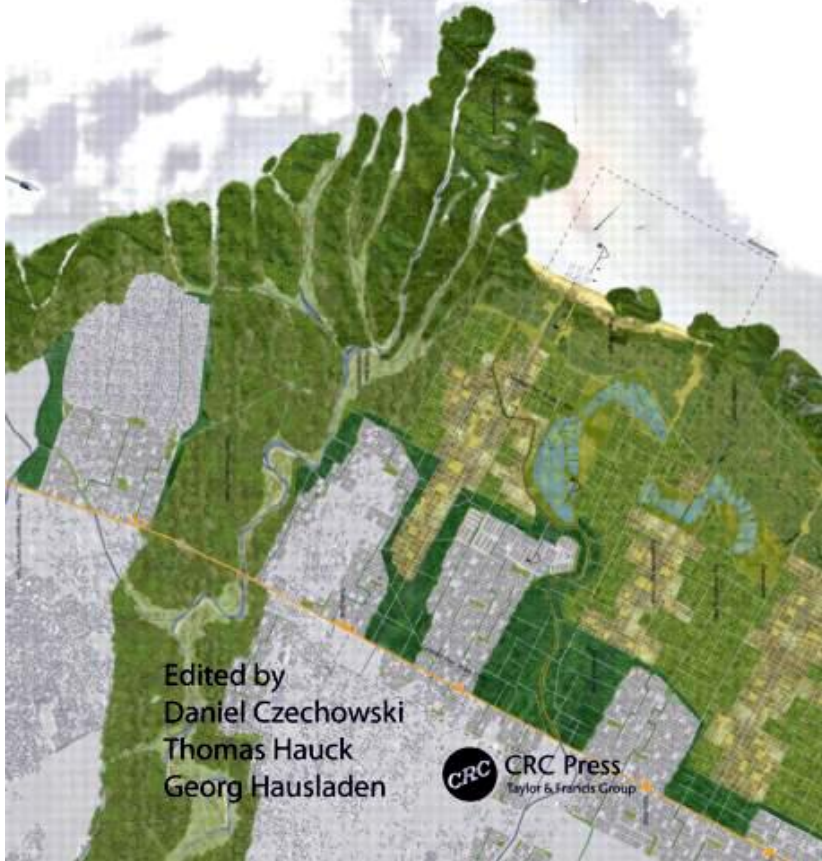 Edited by
Daniel Czechowski
Thomas Hauck
Georg Hausladen
CRC
CRC Press
Taylor & Francis Group